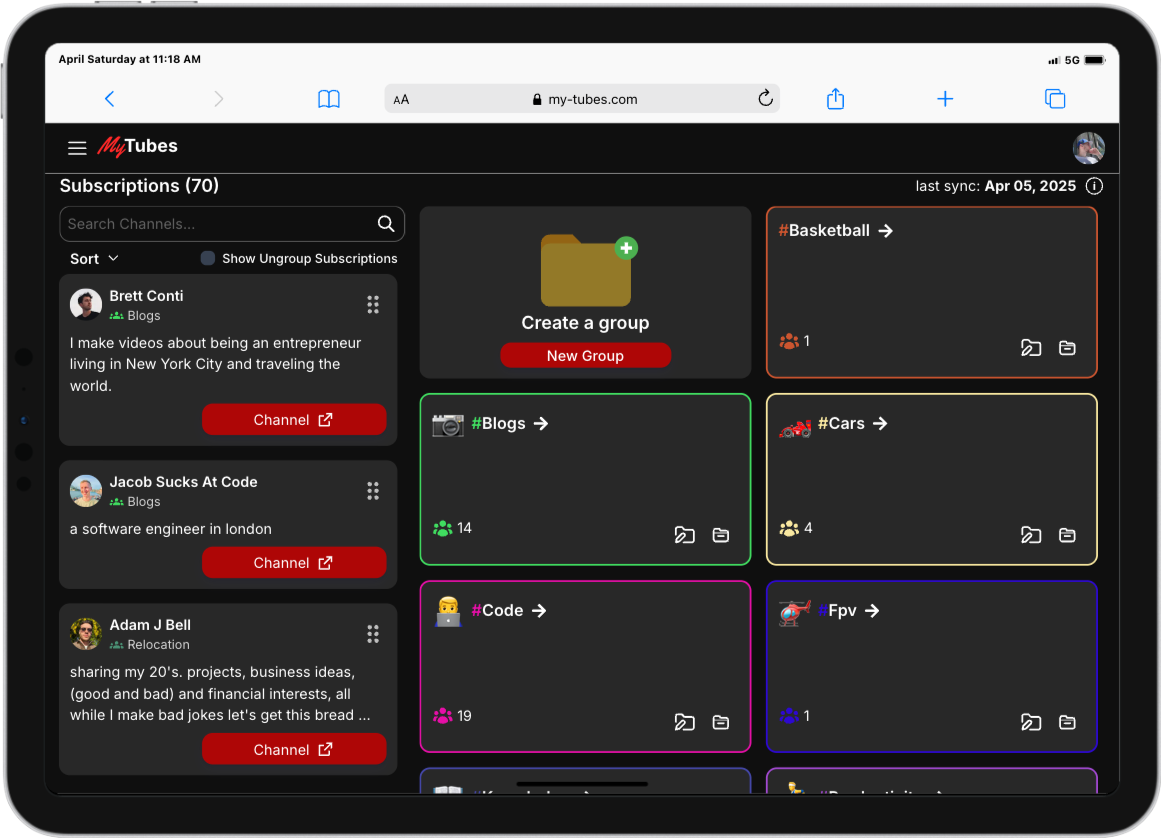 April Saturday at 11:18 AM
5G
AA
my-tubes.com
MyTubes
Subscriptions (70)
last sync: Apr 05, 2025
Search Channels...
Sort
Show Ungroup Subscriptions
Brett Conti
Blogs
I make videos about being an entrepreneur
living in New York City and traveling the
world.
Channel
Jacob Sucks At Code
Blogs
a software engineer in london
Channel
Adam J Bell
Relocation
sharing my 20's. projects, business ideas,
(good and bad) and financial interests, all
while I make bad jokes let's get this bread ...
Channel
Create a group
New Group
#Basketball
1
#Blogs
14
#Cars
4
#Code
19
#Fpv
1